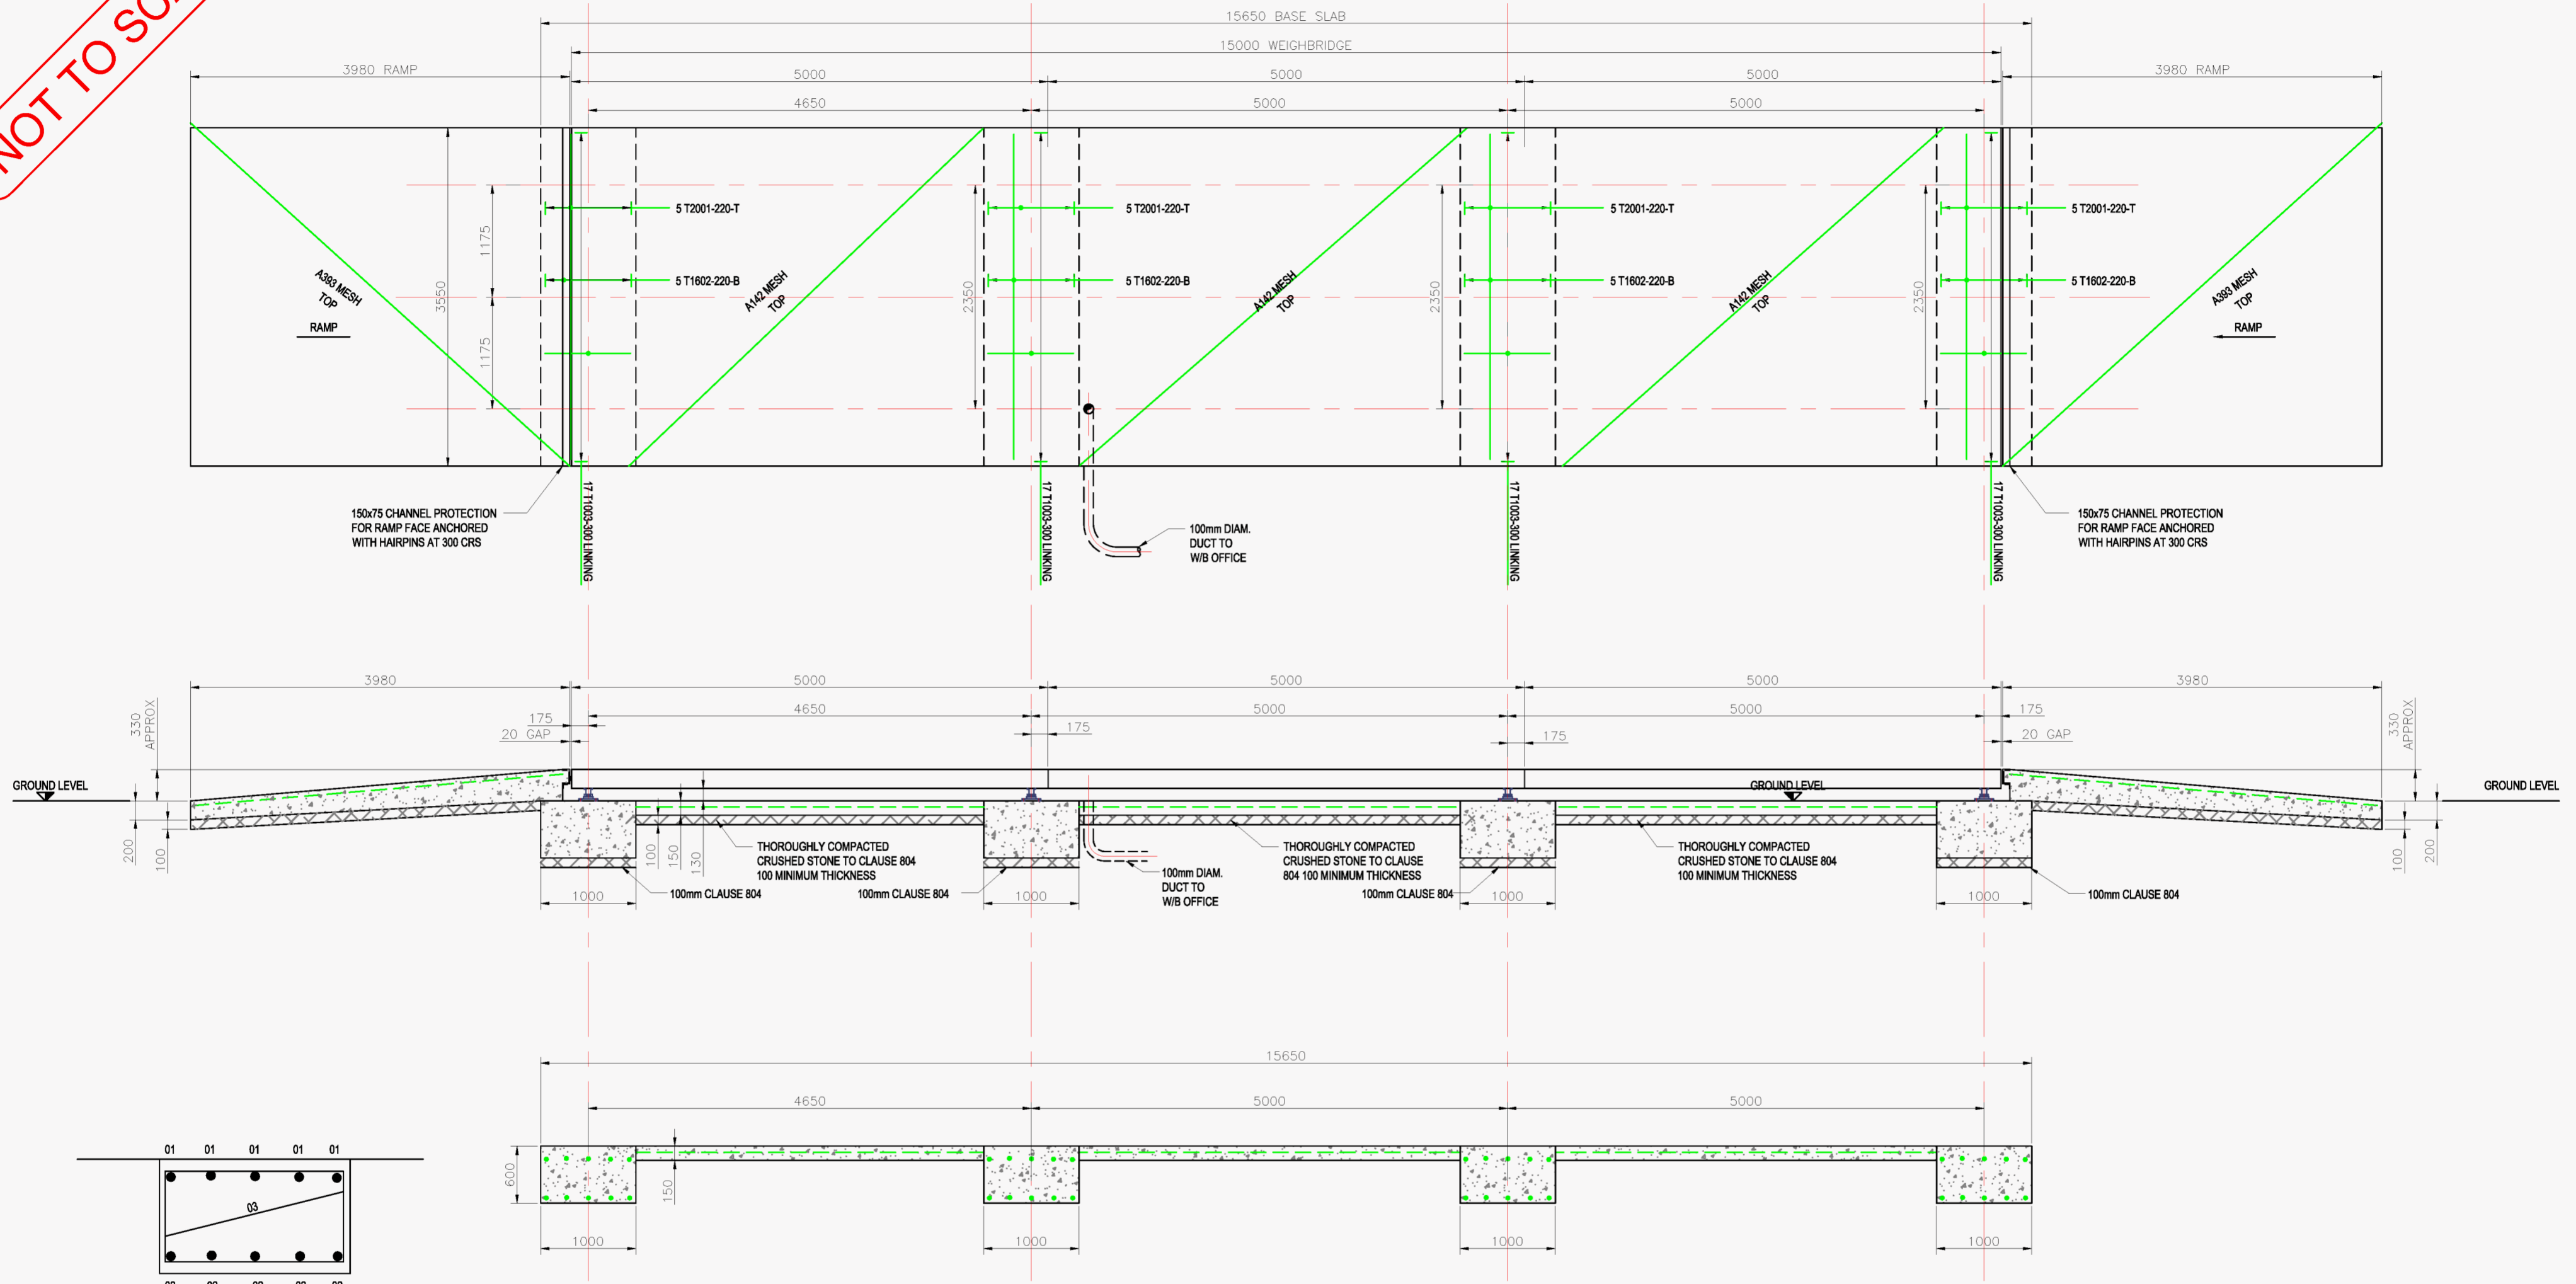 NOT TO
15650 BASE SLAB
15000 WEIGHBRIDGE
3980 RAMP
5000
5000
5000
3980 RAMP
4650
5000
5000
5 T2001-220-T
5 T2001-220-T
5 T2001-220-T
5 T2001-220-T
1175
3550
A393 MESH
TOP
RAMP
5 T1602-220-B
A142 MESH
TOP
2350
5 T1602-220-B
A142 MESH
TOP
2350
5 T1602-220-B
A142 MESH
TOP
2350
5 T1602-220-B
A393 MESH
TOP
RAMP
1175
150x75 CHANNEL PROTECTION
FOR RAMP FACE ANCHORED
WITH HAIRPINS AT 300 CRS
17 T1003-300 LINKING
17 T1003-300 LINKING
100mm DIAM.
DUCT TO
W/B OFFICE
17 T1003-300 LINKING
17 T1003-300 LINKING
150x75 CHANNEL PROTECTION
FOR RAMP FACE ANCHORED
WITH HAIRPINS AT 300 CRS
3980
5000
5000
5000
3980
330
APPROX
175
4650
5000
5000
175
330
APPROX
20 GAP
175
175
20 GAP
GROUND LEVEL
GROUND LEVEL
GROUND LEVEL
200
100
100
150
130
THOROUGHLY COMPACTED
CRUSHED STONE TO CLAUSE 804
100 MINIMUM THICKNESS
THOROUGHLY COMPACTED
CRUSHED STONE TO CLAUSE
804 100 MINIMUM THICKNESS
THOROUGHLY COMPACTED
CRUSHED STONE TO CLAUSE 804
100 MINIMUM THICKNESS
100
200
100mm CLAUSE 804
100mm CLAUSE 804
100mm DIAM.
DUCT TO
W/B OFFICE
100mm CLAUSE 804
100mm CLAUSE 804
1000
1000
1000
1000
15650
4650
5000
5000
600
150
1000
1000
1000
1000
01 01 01 01 01
03